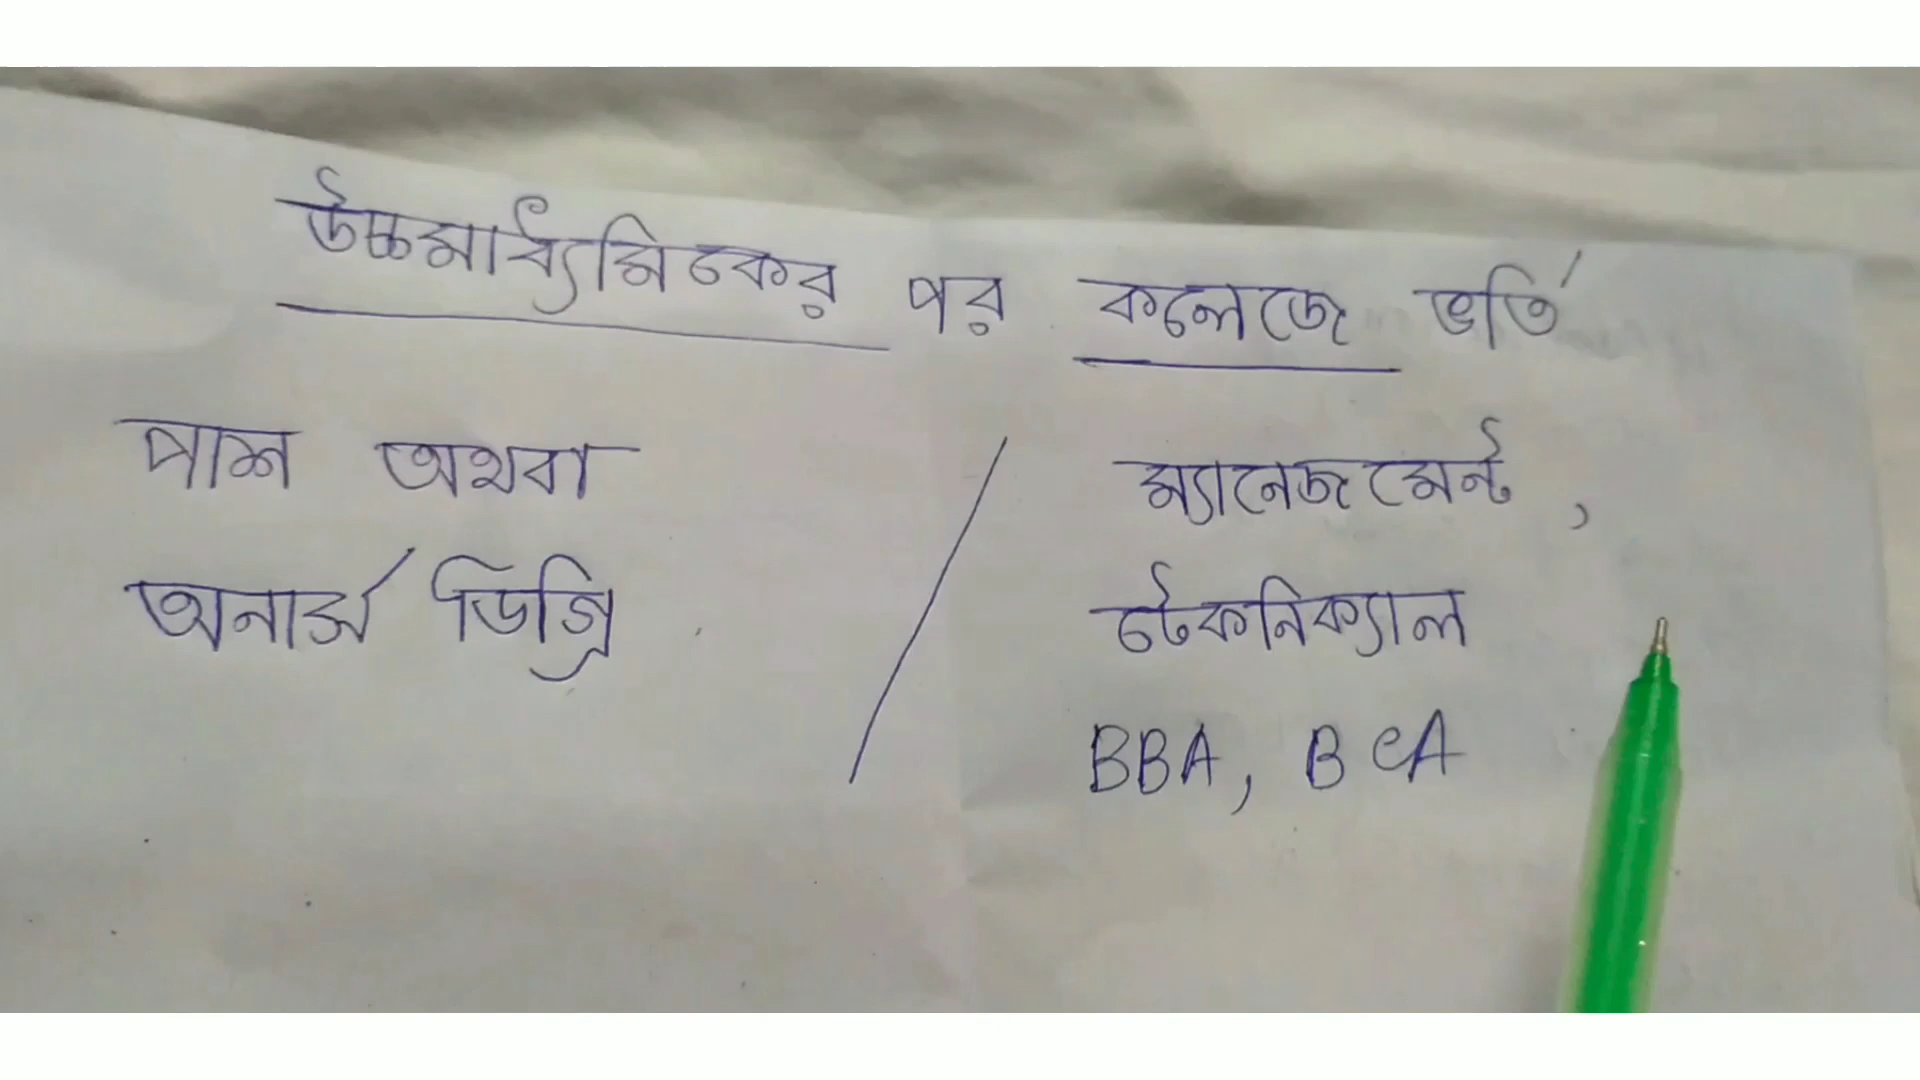 উচ্চমাধ্যমিকের পর কলেজে ভর্তি
পাশ অথবা
অনার্স ডিগ্রি
/
ম্যানেজমেন্ট,
টেকনিক্যাল
BBA, BCA